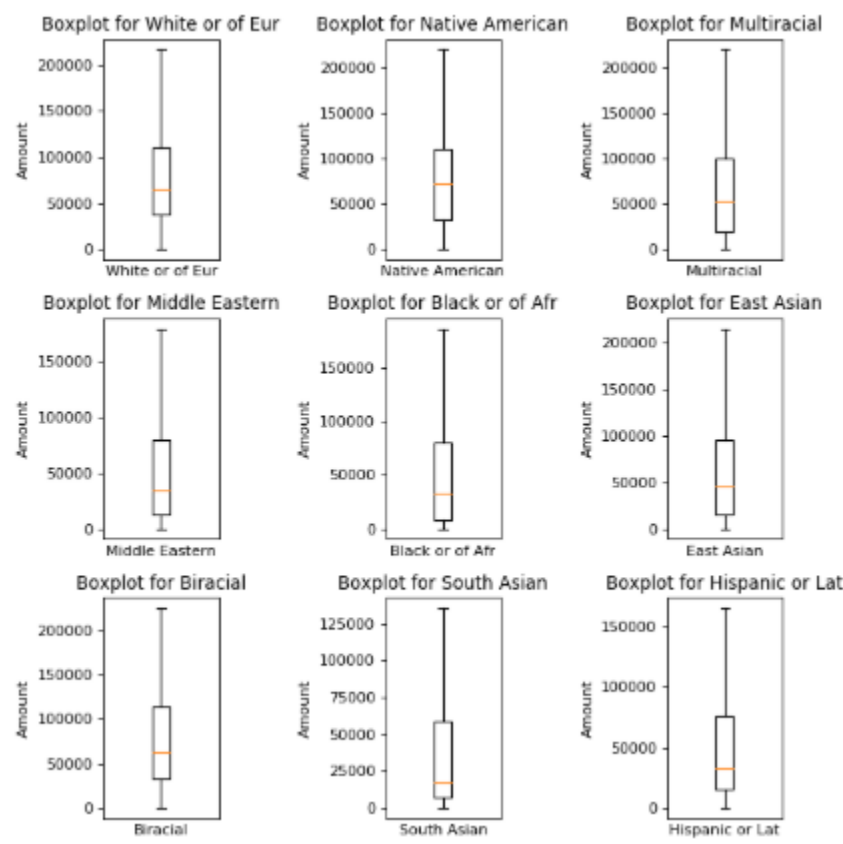 Boxplot for White or of Eur
Boxplot for Native American
Boxplot for Multiracial
Amount
200000
150000
100000
50000
0
White or of Eur
Amount
200000
150000
100000
50000
0
Native American
Amount
200000
150000
100000
50000
0
Multiracial
Boxplot for Middle Eastern
Boxplot for Black or of Afr
Boxplot for East Asian
Amount
150000
100000
50000
0
Middle Eastern
Amount
150000
100000
50000
0
Black or of Afr
Amount
200000
150000
100000
50000
0
East Asian
Boxplot for Biracial
Boxplot for South Asian
Boxplot for Hispanic or Lat
Amount
200000
150000
100000
50000
0
Biracial
Amount
125000
100000
75000
50000
25000
0
South Asian
Amount
150000
100000
50000
0
Hispanic or Lat